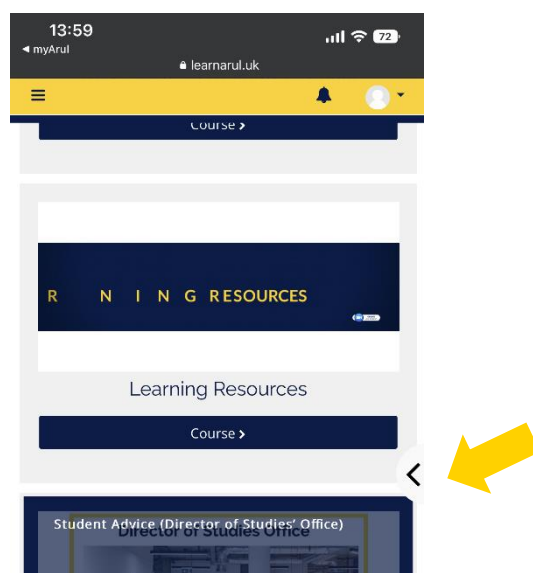 13:59
72
◄ myArul
learnarul.uk
Course >
R N I N G RESOURCES
Learning Resources
Course >
Student Advice (Director of Studies' Office)
Director of Studies Office